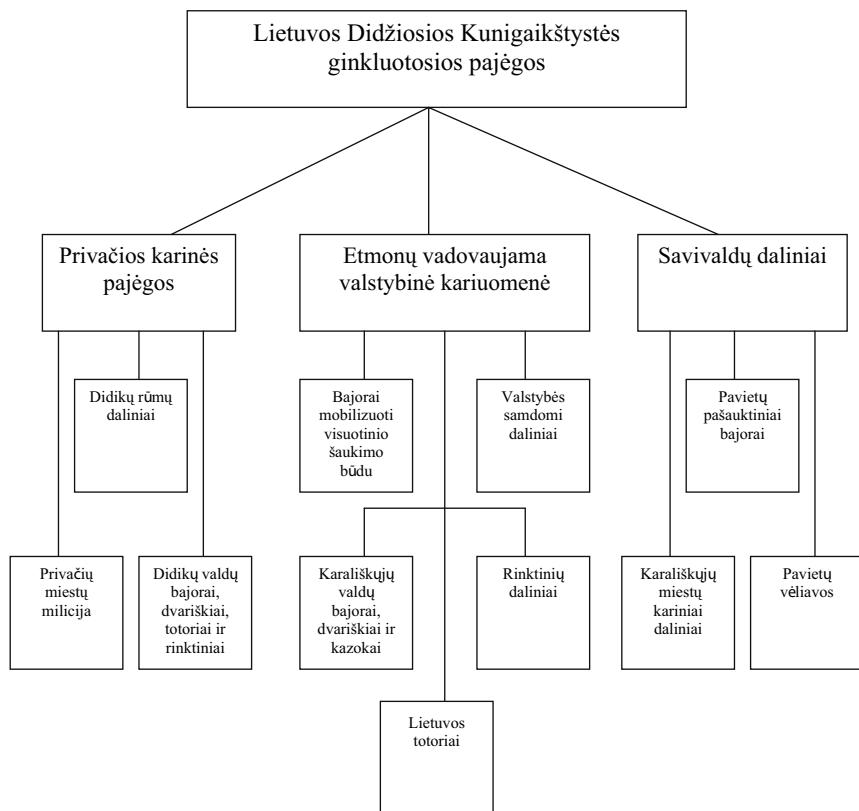 Lietuvos Didžiosios Kunigaikštystės
ginkluotosios pajėgos
Privačios karinės
pajėgos
Etmonų vadovaujama
valstybinė kariuomenė
Savivaldų daliniai
Didikų rūmų
daliniai
Bajorai
mobilizuoti
visuotinio
šaukimo
būdu
Valstybės
samdomi
daliniai
Pavietų
pašauktiniai
bajorai
Privačių
miestų
milicija
Didikų valdų
bajorai,
dvariškiai,
totoriai ir
rinktiniai
Karališkųjų
valdų
bajorai,
dvariškiai ir
kazokai
Rinktinių
daliniai
Karališkųjų
miestų
kariniai
daliniai
Pavietų
vėliavos
Lietuvos
totoriai